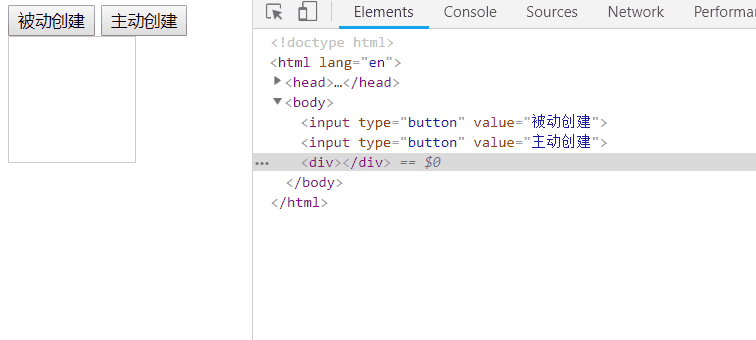 被动创建 主动创建
Elements Console Sources Network Performa
<!doctype html>
<html lang="en">
<head>…</head>
<body>
<input type="button" value="被动创建">
<input type="button" value="主动创建">
… <div></div> == $0
</body>
</html>